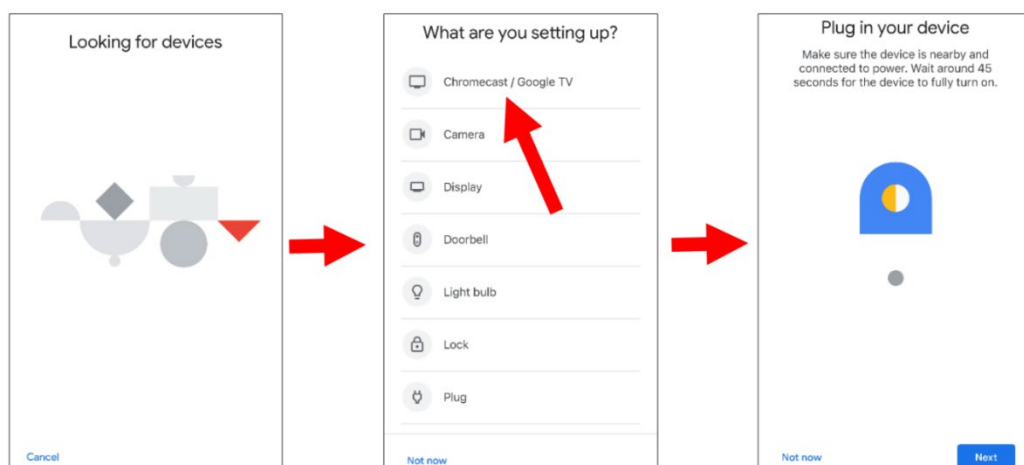 Looking for devices
Cancel
What are you setting up?
Chromecast / Google TV
Camera
Display
Doorbell
Light bulb
Lock
Plug
Not now
Plug in your device
Make sure the device is nearby and
connected to power. Wait around 45
seconds for the device to fully turn on.
Not now
Next